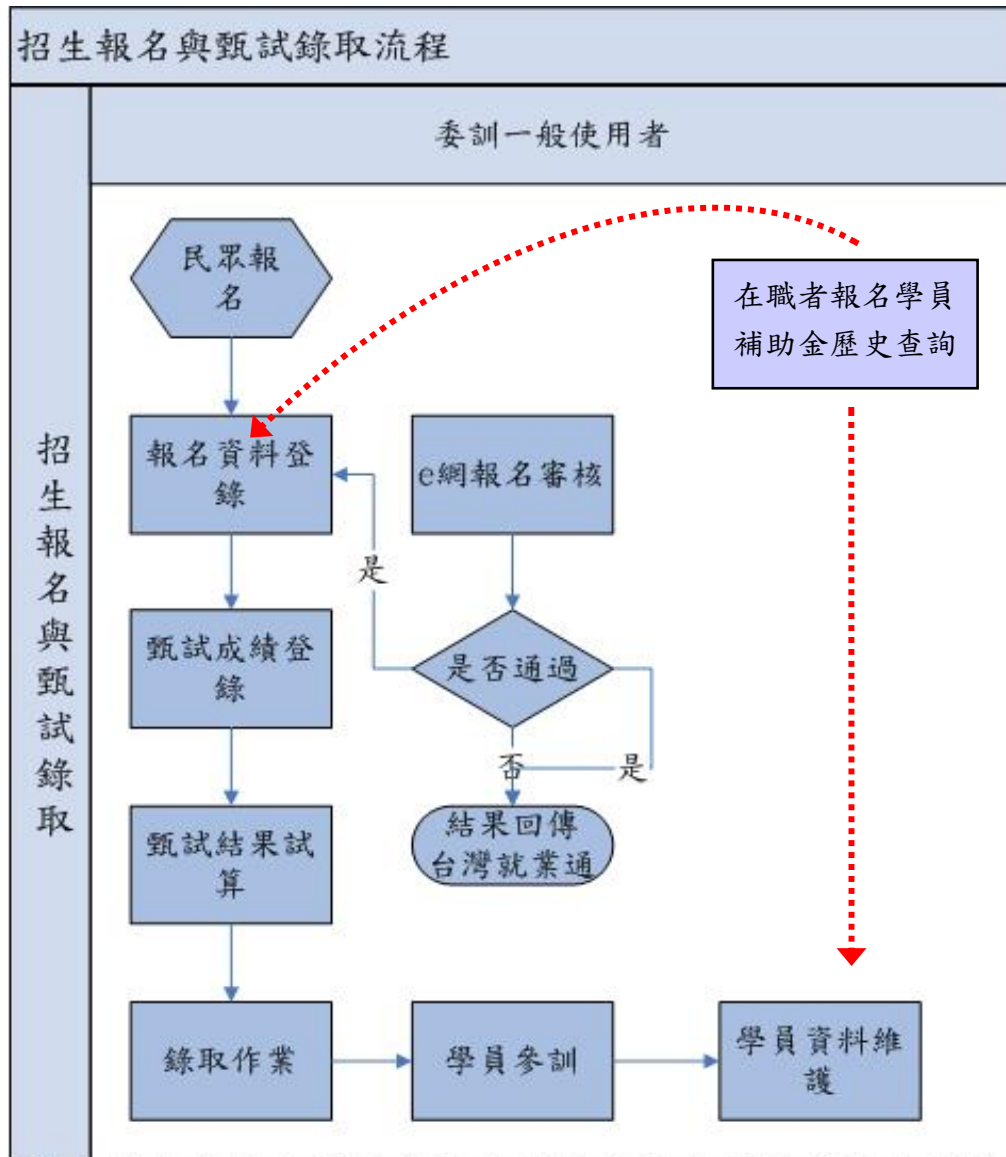 招生報名與甄試錄取流程
委訓一般使用者
招生報名與甄試錄取
民眾報
名
在職者報名學員
補助金歷史查詢
報名資料登
錄
e網報名審核
是
甄試成績登
錄
是否通過
否
是
甄試結果試
算
結果回傳
台灣就業通
錄取作業
學員參訓
學員資料維
護